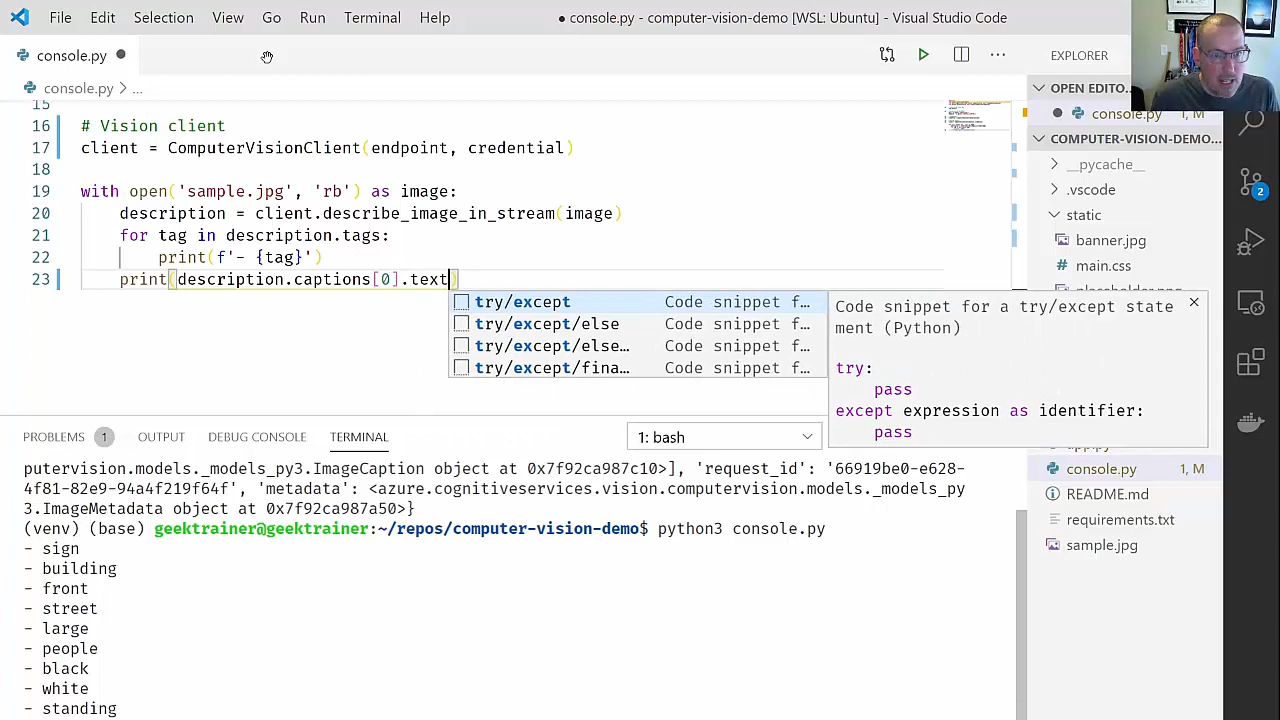 File Edit Selection View Go Run Terminal Help
● console.py - computer-vision-demo [WSL: Ubuntu] - Visual Studio Code
console.py ●
EXPLORER
console.py > ...
OPEN EDITO...
console.py 1, M
COMPUTER-VISION-DEMO...
__pycache__
.vscode
static
banner.jpg
main.css
console.py 1, M
README.md
requirements.txt
sample.jpg
2
15
16 # Vision client
17 client = ComputerVisionClient(endpoint, credential)
18
19 with open('sample.jpg', 'rb') as image:
20 description = client.describe_image_in_stream(image)
21 for tag in description.tags:
22 print(f'- {tag}')
23 print(description.captions[0].text)
try/except Code snippet f...
try/except/else Code snippet f...
try/except/else... Code snippet f...
try/except/fina... Code snippet f...
Code snippet for a try/except state
ment (Python)
try:
pass
except expression as identifier:
pass
PROBLEMS 1 OUTPUT DEBUG CONSOLE TERMINAL 1: bash
putervision.models._models_py3.ImageCaption object at 0x7f92ca987c10>], 'request_id': '66919be0-e628-
4f81-82e9-94a4f219f64f', 'metadata': <azure.cognitiveservices.vision.computervision.models._models_py
3.ImageMetadata object at 0x7f92ca987a50>}
(venv) (base) geektrainer@geektrainer:~/repos/computer-vision-demo$ python3 console.py
- sign
- building
- front
- street
- large
- people
- black
- white
- standing